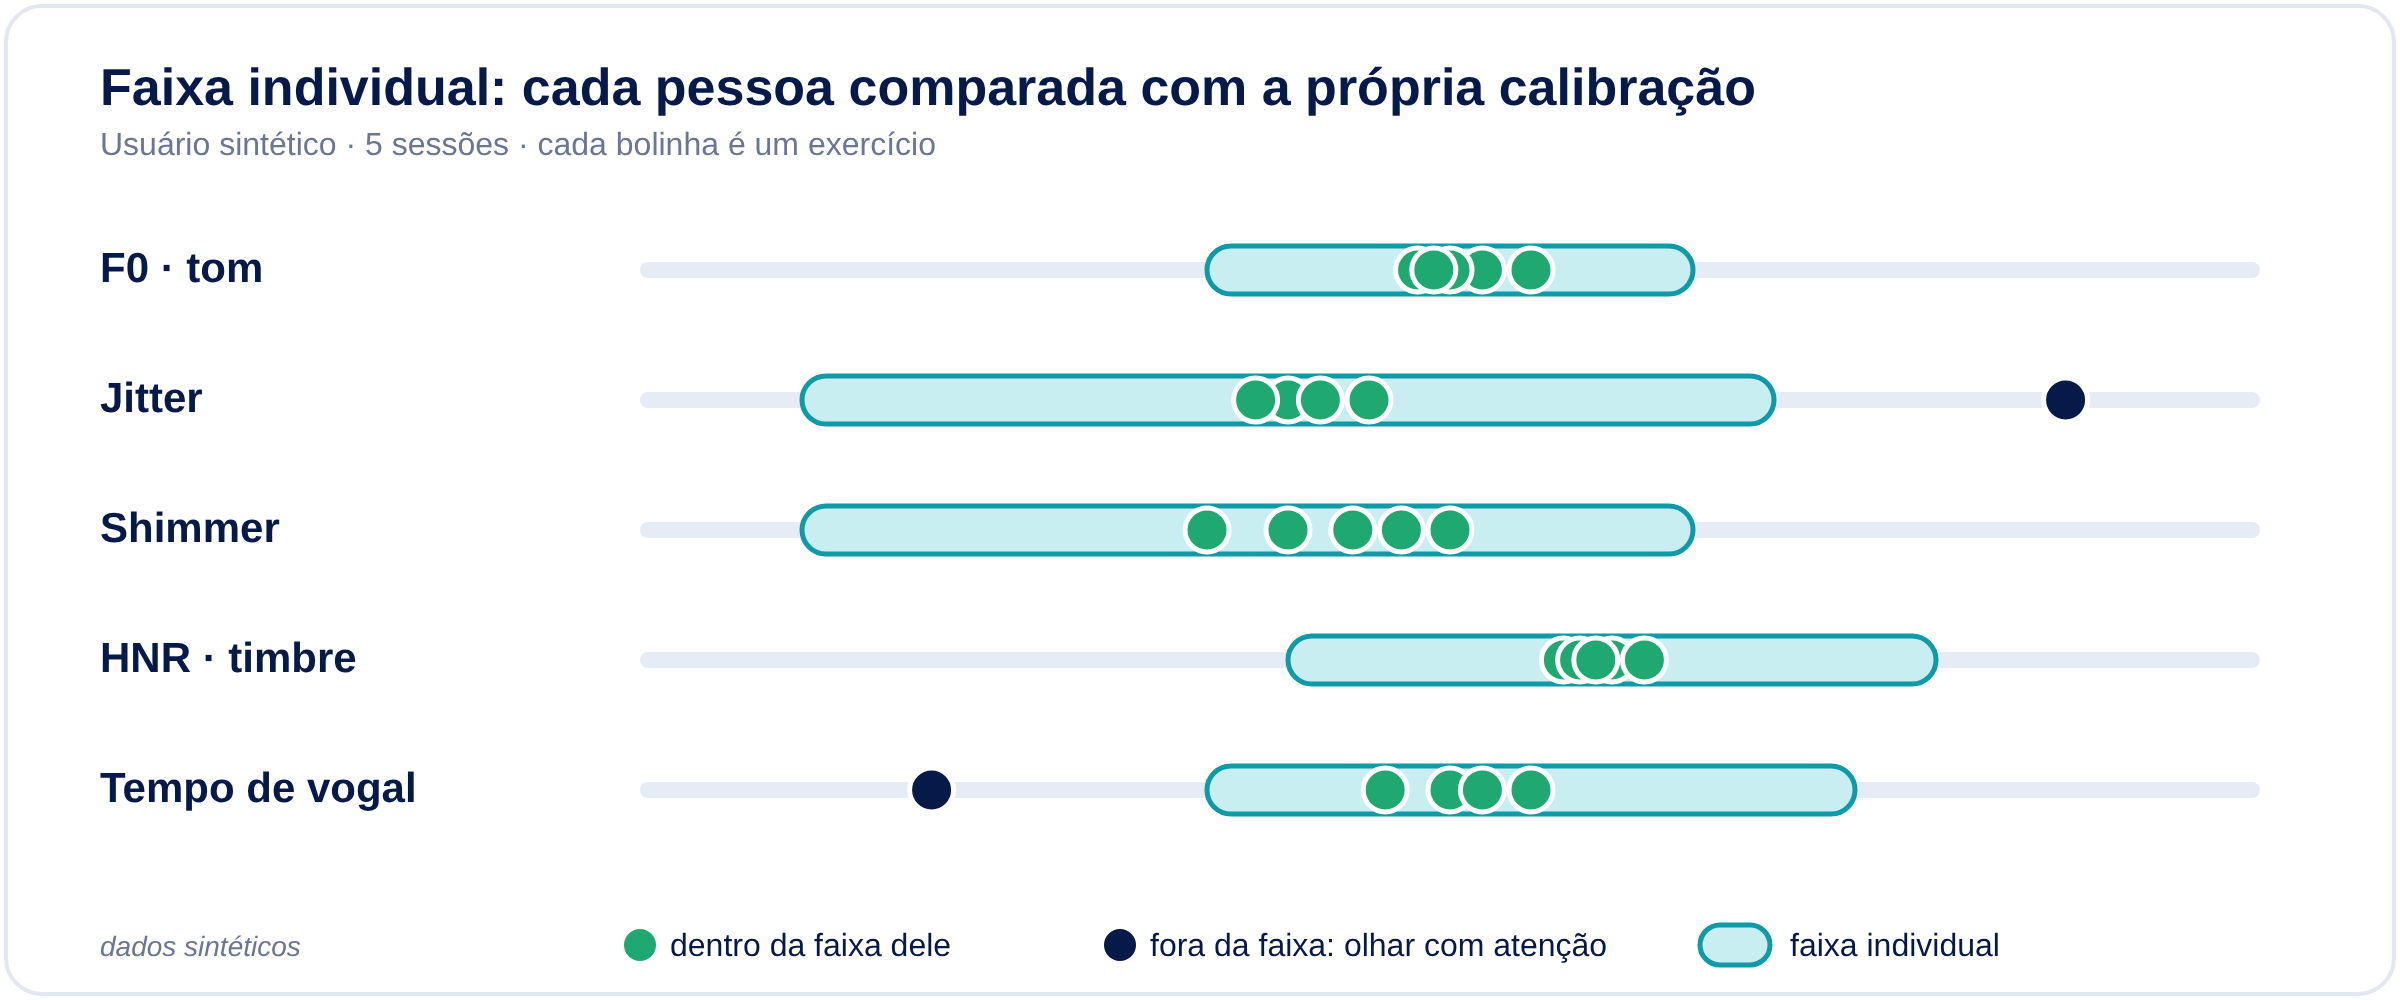 Faixa individual: cada pessoa comparada com a própria calibração
Usuário sintético · 5 sessões · cada bolinha é um exercício
F0 · tom
Jitter
Shimmer
HNR · timbre
Tempo de vogal
dados sintéticos
dentro da faixa dele
fora da faixa: olhar com atenção
faixa individual